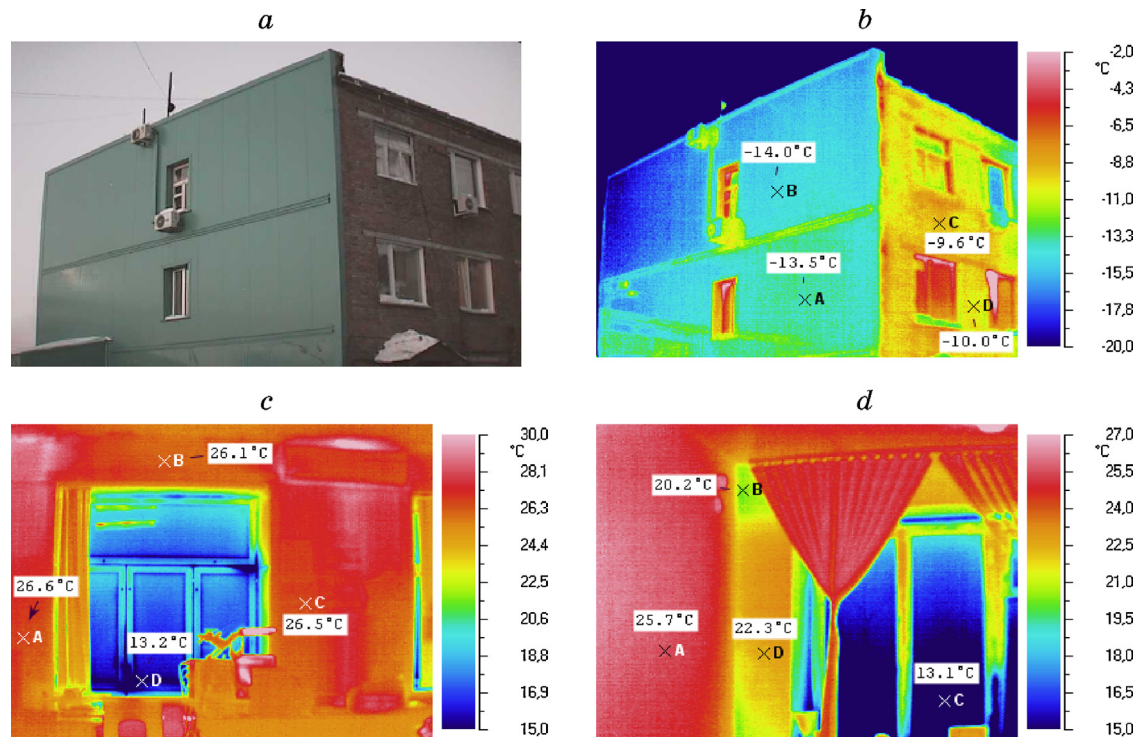 a
b
-14.0°C
B
-13.5°C
A
C
-9.6°C
D
-10.0°C
-2,0
°C
-4,3
-6,5
-8,8
-11,0
-13,3
-15,5
-17,8
-20,0
c
B
26.1°C
26.6°C
A
C
26.5°C
13.2°C
D
30,0
°C
28,1
26,3
24,4
22,5
20,6
18,8
16,9
15,0
d
20.2°C
B
25.7°C
A
22.3°C
D
13.1°C
C
27,0
°C
25,5
24,0
22,5
21,0
19,5
18,0
16,5
15,0